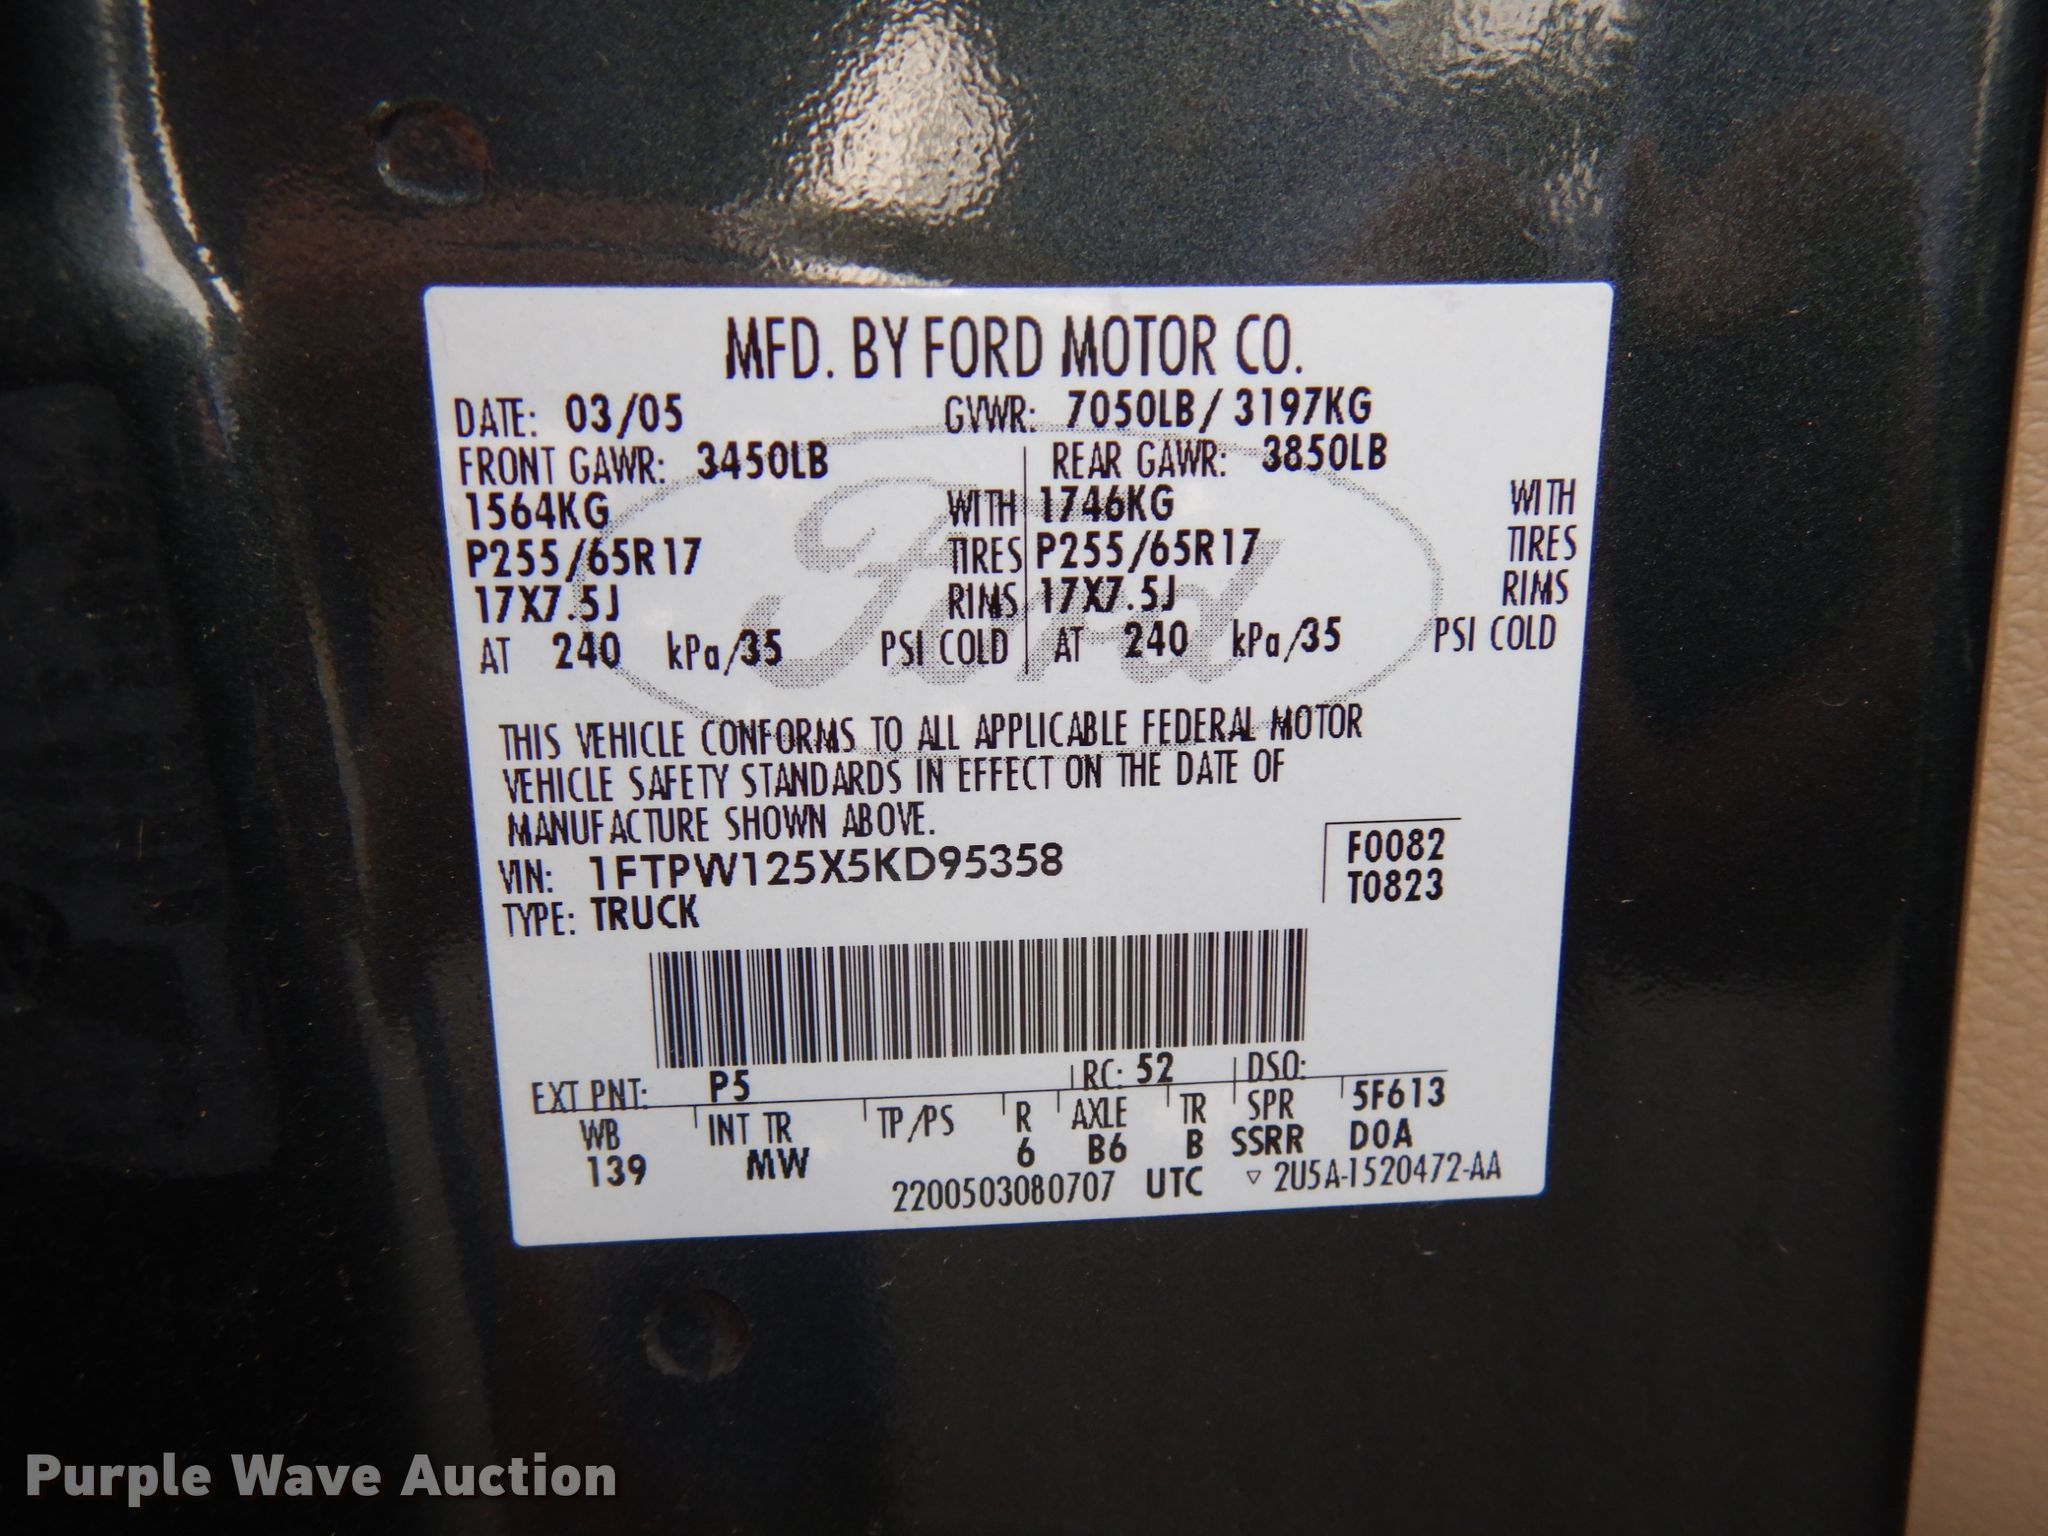 MFD. BY FORD MOTOR CO.
DATE: 03/05 GVWR: 7050LB/ 3197KG
FRONT GAWR: 3450LB REAR GAWR: 3850LB
1564KG WITH 1746KG WITH
P255/65R17 TIRES P255/65R17 TIRES
17X7.5J RIMS 17X7.5J RIMS
AT 240 kPa/35 PSI COLD AT 240 kPa/35 PSI COLD
Ford
THIS VEHICLE CONFORMS TO ALL APPLICABLE FEDERAL MOTOR
VEHICLE SAFETY STANDARDS IN EFFECT ON THE DATE OF
MANUFACTURE SHOWN ABOVE.
VIN: 1FTPW125X5KD95358 F0082
TYPE: TRUCK T0823
EXT PNT: P5 RC: 52 DSO:
WB INT TR TP/PS R AXLE TR SPR 5F613
139 MW 6 B6 B SSRR D0A
2200503080707 UTC ▽ 2U5A-1520472-AA
Purple Wave Auction